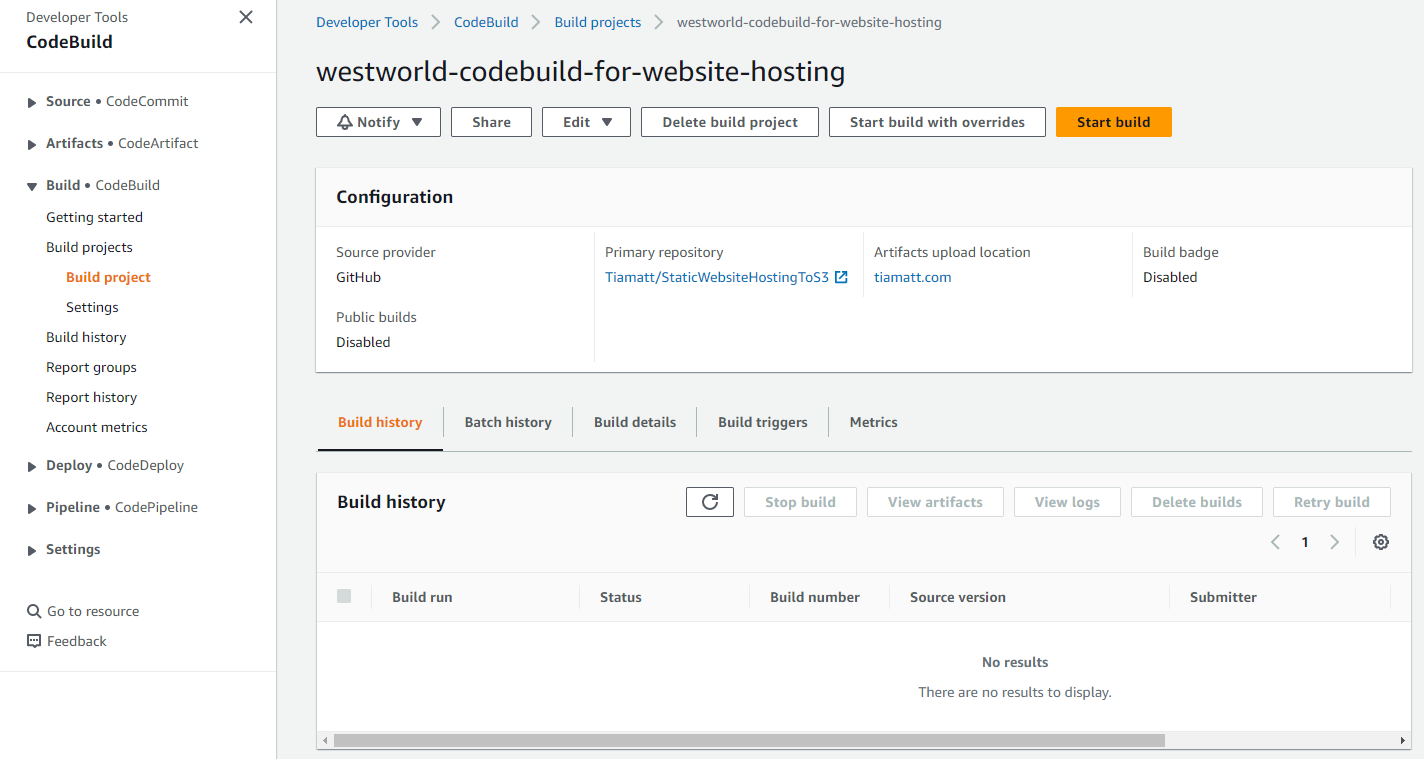 Developer Tools
CodeBuild
Source • CodeCommit
Artifacts • CodeArtifact
Build • CodeBuild
Getting started
Build projects
Build project
Settings
Build history
Report groups
Report history
Account metrics
Deploy • CodeDeploy
Pipeline • CodePipeline
Settings
Go to resource
Feedback
Developer Tools CodeBuild Build projects westworld-codebuild-for-website-hosting
westworld-codebuild-for-website-hosting
Notify Share Edit Delete build project Start build with overrides Start build
Configuration
Source provider Primary repository Artifacts upload location Build badge
GitHub Tiamatt/StaticWebsiteHostingToS3 tiamatt.com Disabled
Public builds
Disabled
Build history Batch history Build details Build triggers Metrics
Build history Stop build View artifacts View logs Delete builds Retry build
1
Build run Status Build number Source version Submitter
No results
There are no results to display.